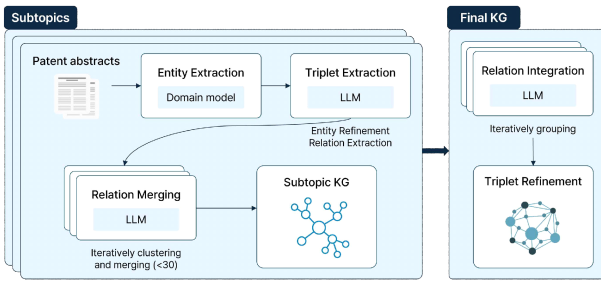 Subtopics
Patent abstracts
Entity Extraction
Domain model
Triplet Extraction
LLM
Entity Refinement
Relation Extraction
Relation Merging
LLM
Iteratively clustering
and merging (<30)
Subtopic KG
Final KG
Relation Integration
LLM
Iteratively grouping
Triplet Refinement